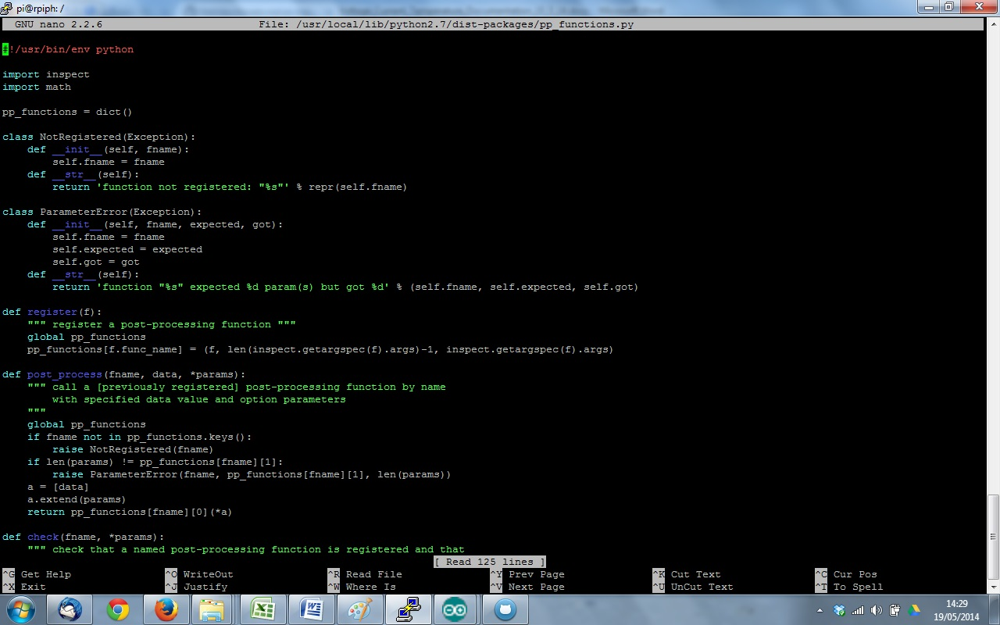 pi@rpiph: /
GNU nano 2.2.6 File: /usr/local/lib/python2.7/dist-packages/pp_functions.py
#!/usr/bin/env python
import inspect
import math
pp_functions = dict()
class NotRegistered(Exception):
    def __init__(self, fname):
        self.fname = fname
    def __str__(self):
        return 'function not registered: "%s"' % repr(self.fname)
class ParameterError(Exception):
    def __init__(self, fname, expected, got):
        self.fname = fname
        self.expected = expected
        self.got = got
    def __str__(self):
        return 'function "%s" expected %d param(s) but got %d' % (self.fname, self.expected, self.got)
def register(f):
    """ register a post-processing function """
    global pp_functions
    pp_functions[f.func_name] = (f, len(inspect.getargspec(f).args)-1, inspect.getargspec(f).args)
def post_process(fname, data, *params):
    """ call a [previously registered] post-processing function by name
        with specified data value and option parameters
    """
    global pp_functions
    if fname not in pp_functions.keys():
        raise NotRegistered(fname)
    if len(params) != pp_functions[fname][1]:
        raise ParameterError(fname, pp_functions[fname][1], len(params))
    a = [data]
    a.extend(params)
    return pp_functions[fname][0](*a)
def check(fname, *params):
    """ check that a named post-processing function is registered and that
[ Read 125 lines ]
^G Get Help ^O WriteOut ^R Read File ^Y Prev Page ^K Cut Text ^C Cur Pos
^X Exit ^J Justify ^W Where Is ^V Next Page ^U UnCut Text ^T To Spell
14:29
19/05/2014